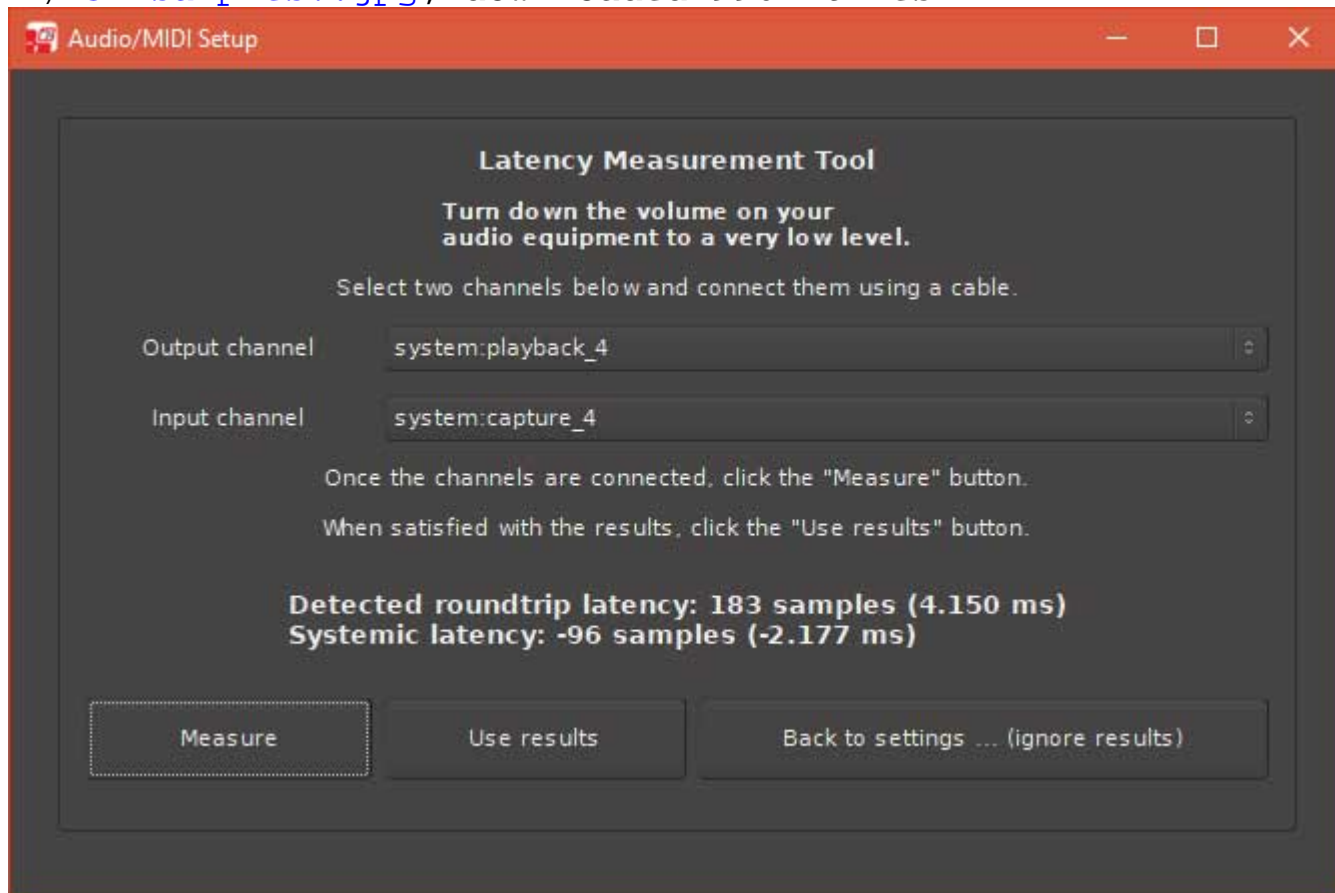 Audio/MIDI Setup
Latency Measurement Tool
Turn down the volume on your
audio equipment to a very low level.
Select two channels below and connect them using a cable.
Output channel system:playback_4
Input channel system:capture_4
Once the channels are connected, click the "Measure" button.
When satisfied with the results, click the "Use results" button.
Detected roundtrip latency: 183 samples (4.150 ms)
Systemic latency: -96 samples (-2.177 ms)
Measure Use results Back to settings ... (ignore results)